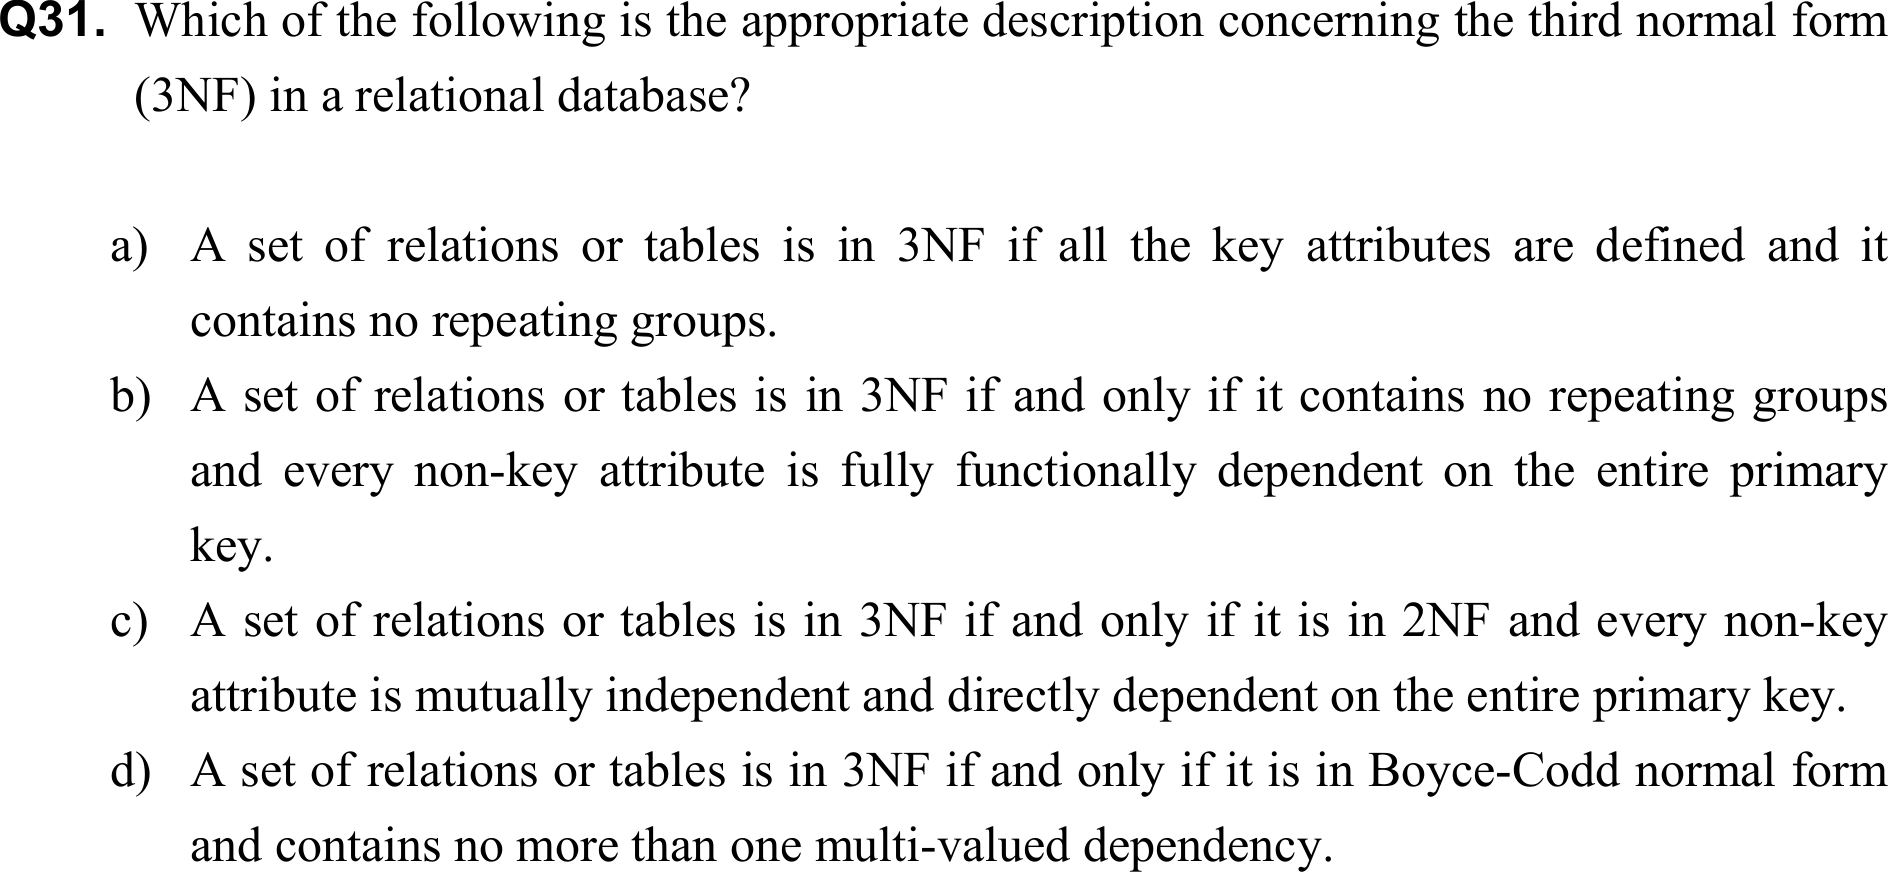 Q31. Which of the following is the appropriate description concerning the third normal form
(3NF) in a relational database?
a) A set of relations or tables is in 3NF if all the key attributes are defined and it
contains no repeating groups.
b) A set of relations or tables is in 3NF if and only if it contains no repeating groups
and every non-key attribute is fully functionally dependent on the entire primary
key.
c) A set of relations or tables is in 3NF if and only if it is in 2NF and every non-key
attribute is mutually independent and directly dependent on the entire primary key.
d) A set of relations or tables is in 3NF if and only if it is in Boyce-Codd normal form
and contains no more than one multi-valued dependency.